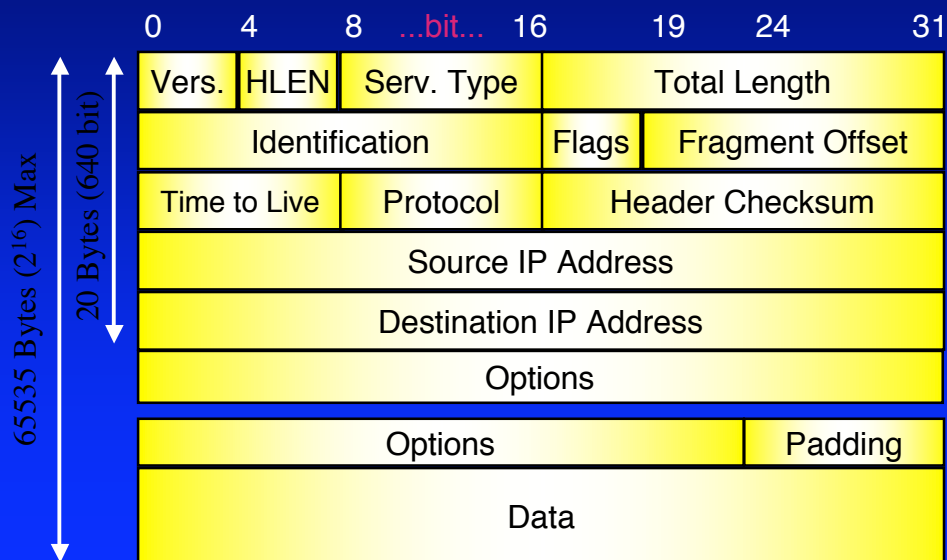 0 4 8 ...bit... 16 19 24 31
Vers. HLEN Serv. Type Total Length
Identification Flags Fragment Offset
Time to Live Protocol Header Checksum
Source IP Address
Destination IP Address
Options
Options Padding
Data
65535 Bytes (2¹⁶) Max
20 Bytes (640 bit)